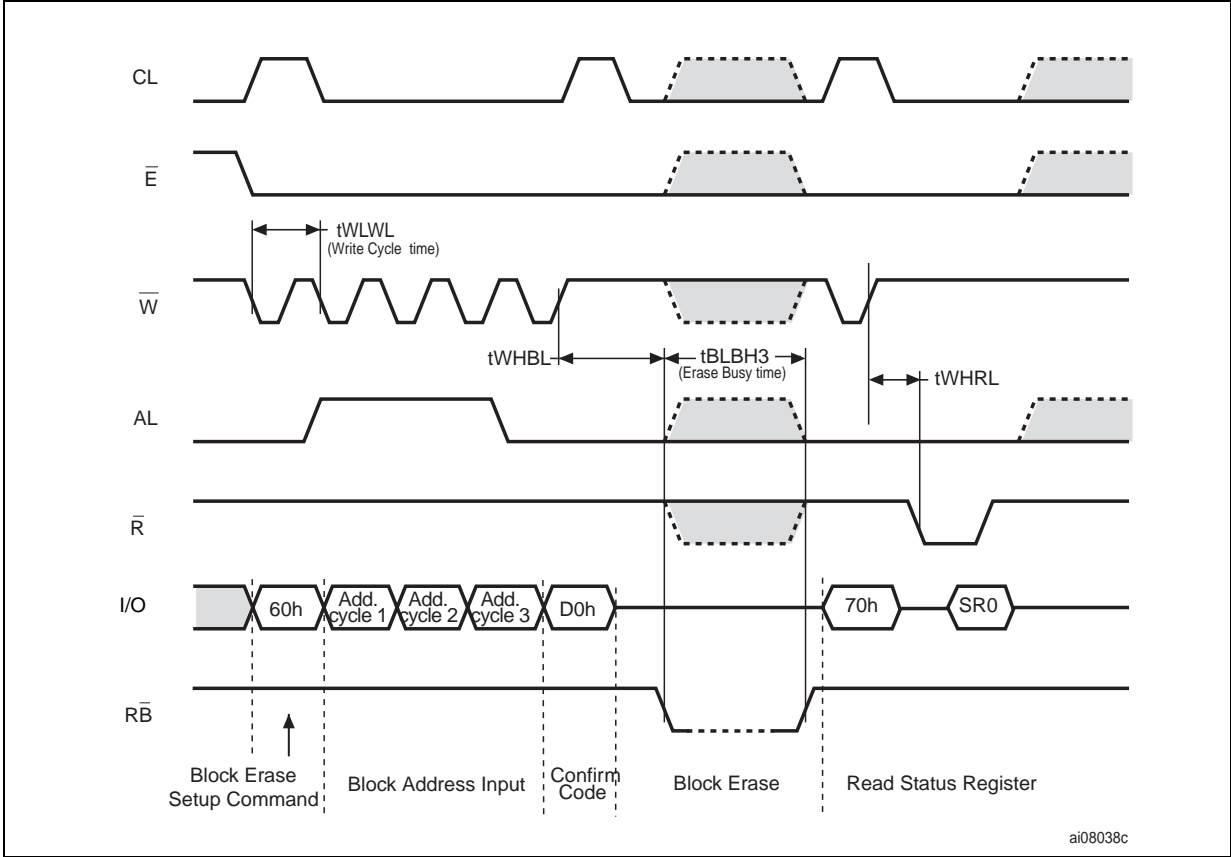 CL
E
tWLWL
(Write Cycle time)
W
tWHBL
tBLBH3
(Erase Busy time)
tWHRL
AL
R
I/O
60h
Add. cycle 1
Add. cycle 2
Add. cycle 3
D0h
70h
SR0
RB
Block Erase
Setup Command
Block Address Input
Confirm
Code
Block Erase
Read Status Register
ai08038c